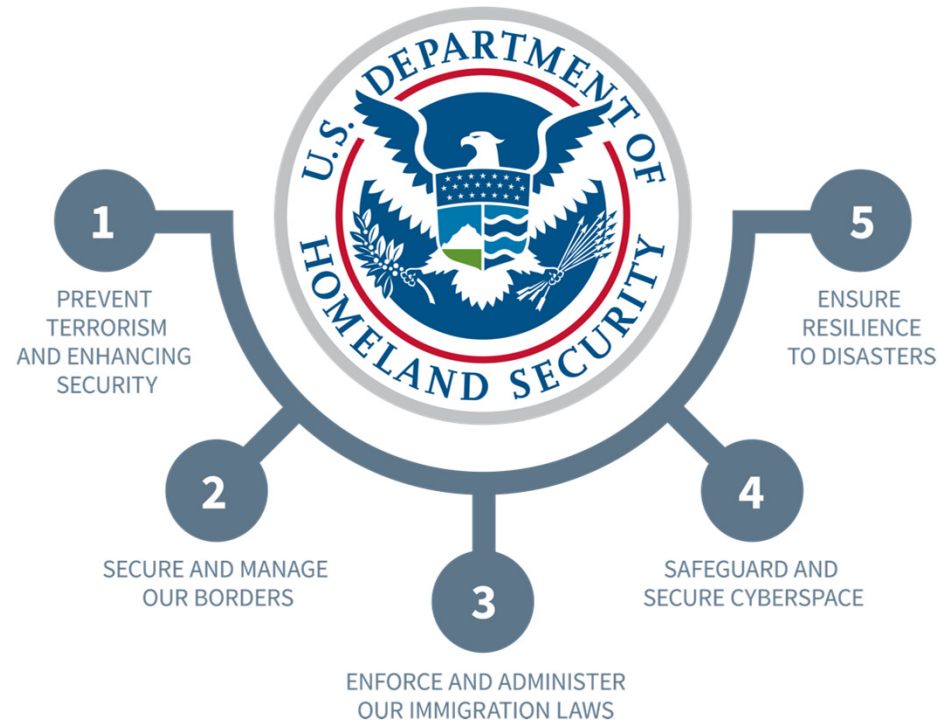 U.S. DEPARTMENT OF
HOMELAND SECURITY
1
PREVENT
TERRORISM
AND ENHANCING
SECURITY
2
SECURE AND MANAGE
OUR BORDERS
3
ENFORCE AND ADMINISTER
OUR IMMIGRATION LAWS
4
SAFEGUARD AND
SECURE CYBERSPACE
5
ENSURE
RESILIENCE
TO DISASTERS